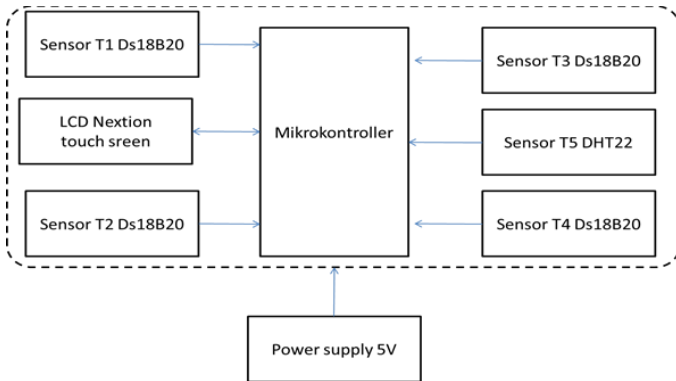 Sensor T1 Ds18B20
LCD Nextion
touch sreen
Sensor T2 Ds18B20
Mikrokontroller
Sensor T3 Ds18B20
Sensor T5 DHT22
Sensor T4 Ds18B20
Power supply 5V